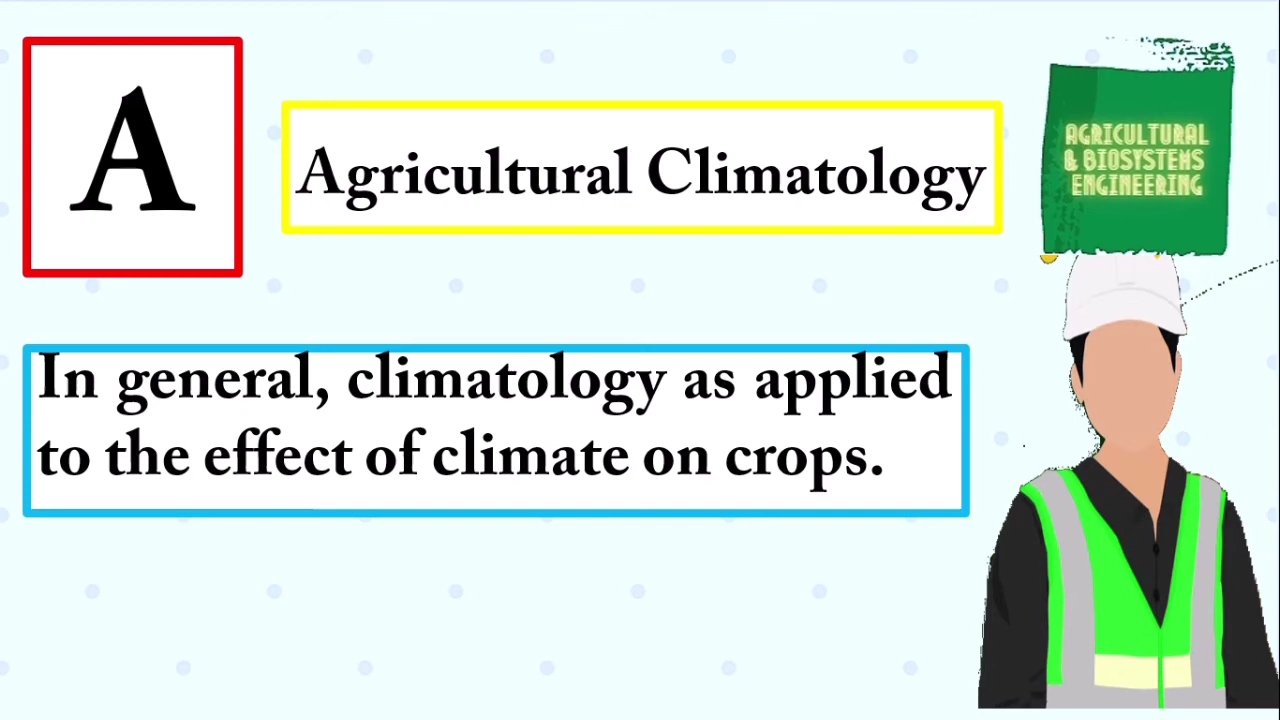 A
Agricultural Climatology
AGRICULTURAL
& BIOSYSTEMS
ENGINEERING
In general, climatology as applied
to the effect of climate on crops.